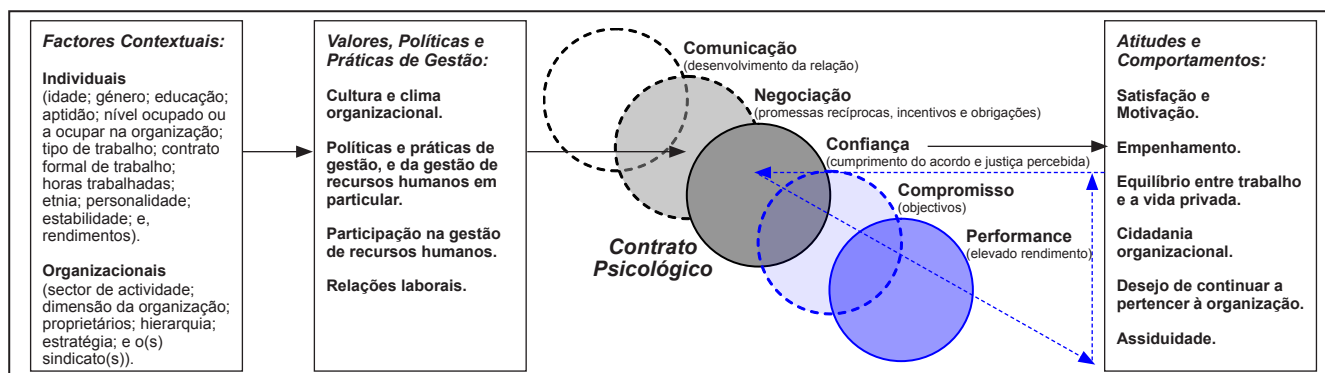 Factores Contextuais:
Individuais
(idade; género; educação;
aptidão; nível ocupado ou
a ocupar na organização;
tipo de trabalho; contrato
formal de trabalho;
horas trabalhadas;
etnia; personalidade;
estabilidade; e,
rendimentos).
Organizacionais
(sector de actividade;
dimensão da organização;
proprietários; hierarquia;
estratégia; e o(s)
sindicato(s)).
Valores, Políticas e
Práticas de Gestão:
Cultura e clima
organizacional.
Políticas e práticas de
gestão, e da gestão de
recursos humanos em
particular.
Participação na gestão
de recursos humanos.
Relações laborais.
Comunicação
(desenvolvimento da relação)
Negociação
(promessas recíprocas, incentivos e obrigações)
Confiança
(cumprimento do acordo e justiça percebida)
Compromisso
(objectivos)
Performance
(elevado rendimento)
Contrato
Psicológico
Atitudes e
Comportamentos:
Satisfação e
Motivação.
Empenhamento.
Equilíbrio entre trabalho
e a vida privada.
Cidadania
organizacional.
Desejo de continuar a
pertencer à organização.
Assiduidade.